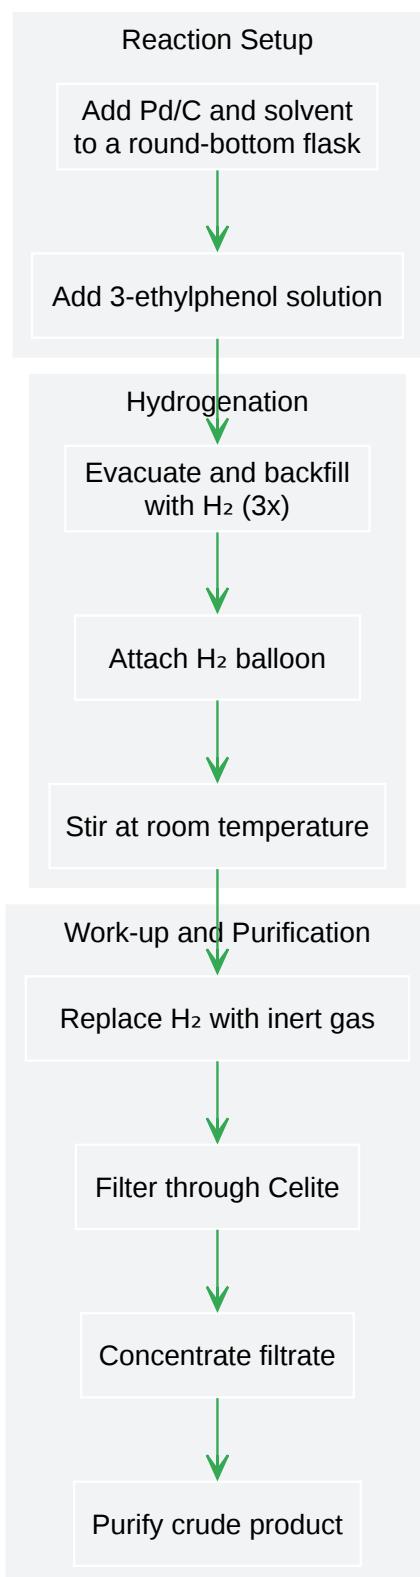 Reaction Setup
Add Pd/C and solvent
to a round-bottom flask
Add 3-ethylphenol solution
Hydrogenation
Evacuate and backfill
with H₂ (3x)
Attach H₂ balloon
Stir at room temperature
Work-up and Purification
Replace H₂ with inert gas
Filter through Celite
Concentrate filtrate
Purify crude product